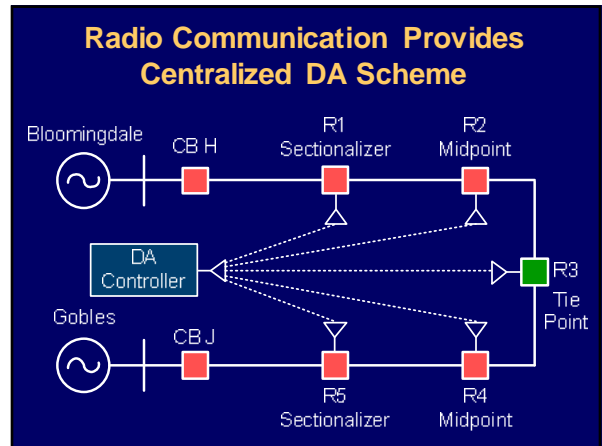 Radio Communication Provides
Centralized DA Scheme
Bloomingdale
CB H
R1
Sectionalizer
R2
Midpoint
DA
Controller
R3
Tie
Point
Gobles
CB J
R5
Sectionalizer
R4
Midpoint